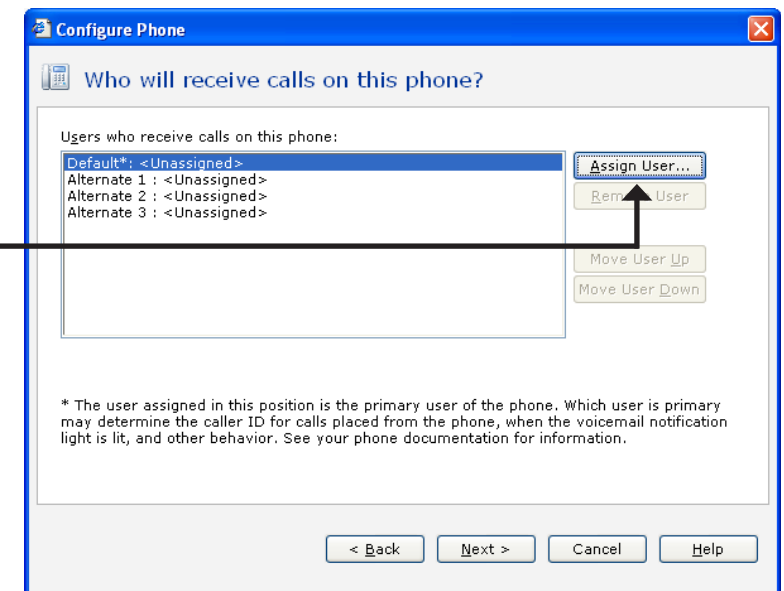 Configure Phone
Who will receive calls on this phone?
Users who receive calls on this phone:
Default*: <Unassigned>
Alternate 1 : <Unassigned>
Alternate 2 : <Unassigned>
Alternate 3 : <Unassigned>
Assign User...
User
Move User Up
Move User Down
* The user assigned in this position is the primary user of the phone. Which user is primary
may determine the caller ID for calls placed from the phone, when the voicemail notification
light is lit, and other behavior. See your phone documentation for information.
< Back
Next >
Cancel
Help